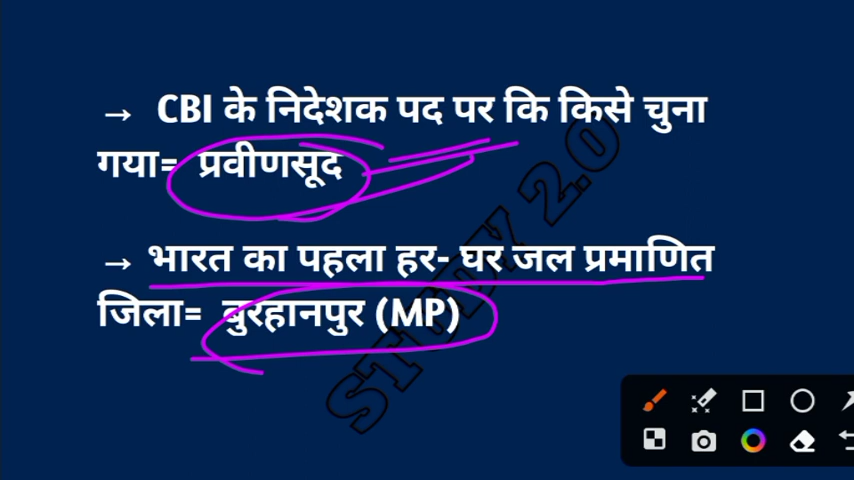 → CBI के निदेशक पद पर कि किसे चुना
गया= प्रवीणसूद
→ भारत का पहला हर- घर जल प्रमाणित
जिला= बुरहानपुर (MP)
STUDY 2.0